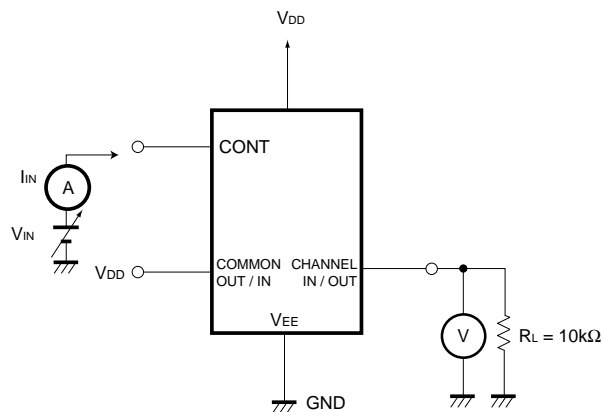 VDD
CONT
IIN
A
VIN
VDD
COMMON
OUT / IN
CHANNEL
IN / OUT
VEE
V
RL = 10kΩ
GND